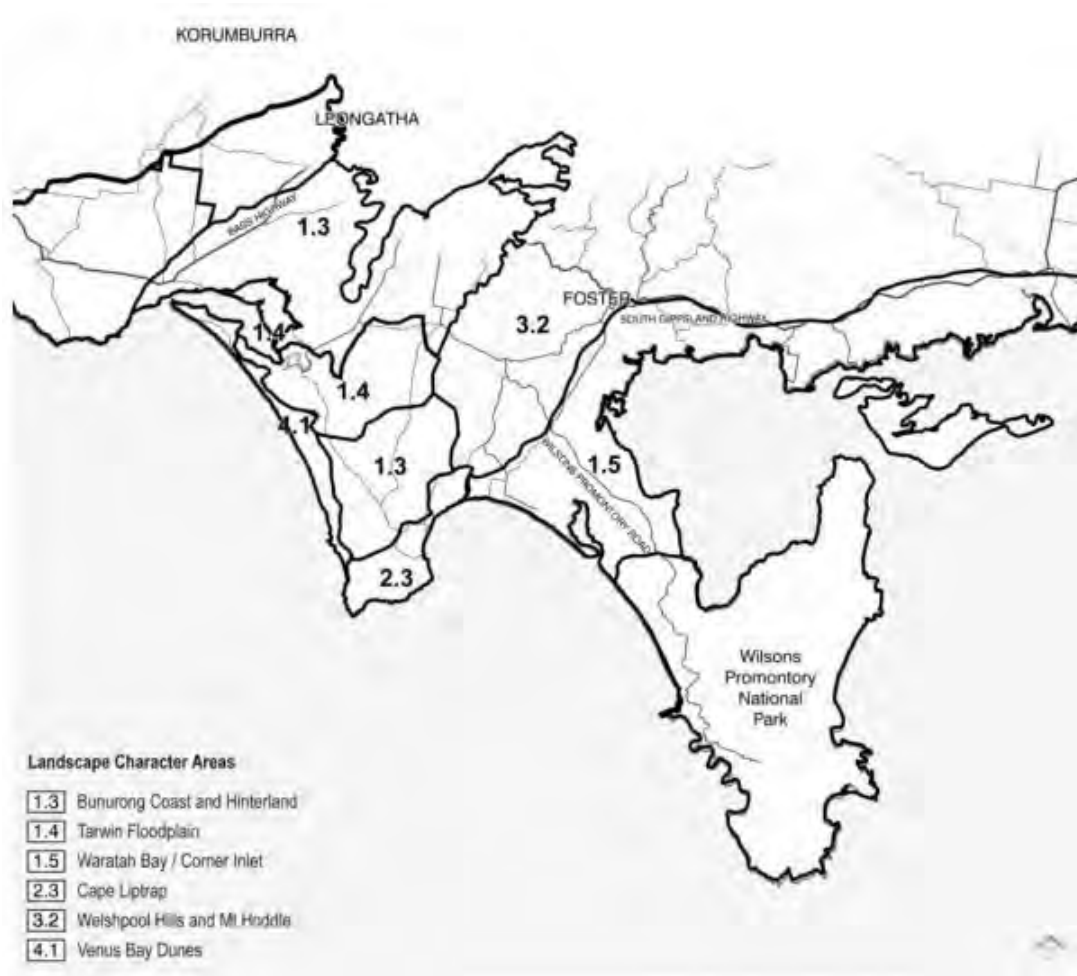 KORUMBURRA
LEONGATHA
BASS HIGHWAY
1.3
FOSTER
3.2
SOUTH GIPPSLAND HIGHWAY
1.4
1.4
4.1
1.3
WILSONS PROMONTORY ROAD
1.5
2.3
Wilsons
Promontory
National
Park
Landscape Character Areas
1.3 Bunurong Coast and Hinterland
1.4 Tarwin Floodplain
1.5 Waratah Bay / Corner Inlet
2.3 Cape Liptrap
3.2 Welshpool Hills and Mt Hoddle
4.1 Venus Bay Dunes